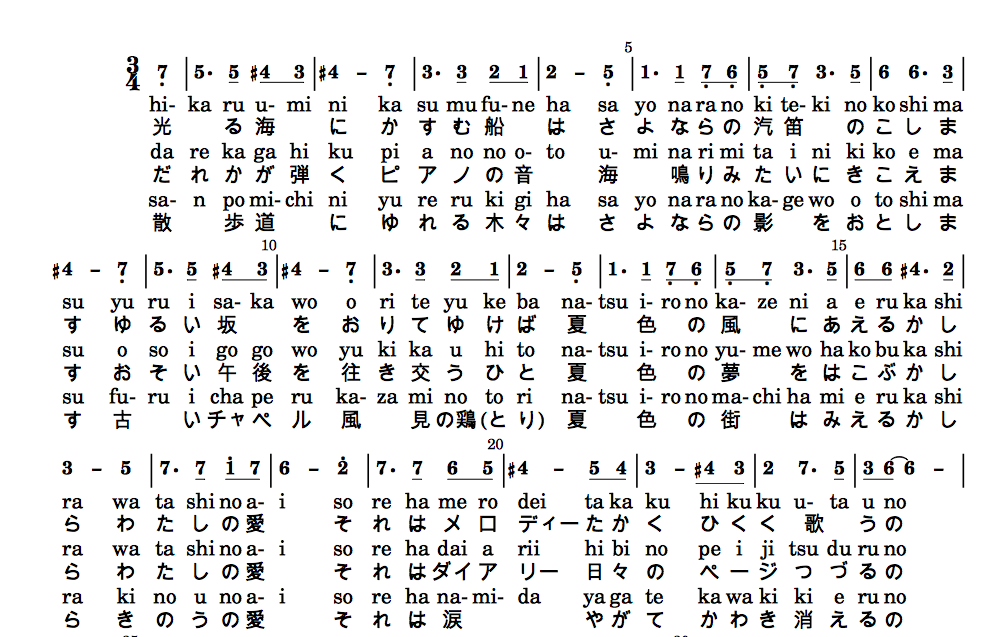 5
3/4 7̣ | 5· 5 #4 3 | #4 – 7̣ | 3· 3 2 1 | 2 – 5̣ | 1· 1 7̣ 6̣ | 5̣ 7̣ 3· 5 | 6 6· 3 |
hi- ka ru u- mi ni ka su mu fu- ne ha sa yo na ra no ki te- ki no ko shi ma
光 る 海 に か す む 船 は さ よ な ら の 汽 笛 の こ し ま
da re ka ga hi ku pi a no no o- to u- mi na ri mi ta i ni ki ko e ma
だ れ か が 弾 く ピ ア ノ の 音 海 鳴 り み た い に き こ え ま
sa- n po mi- chi ni yu re ru ki gi ha sa yo na ra no ka- ge wo o to shi ma
散 歩 道 に ゆ れ る 木 々 は さ よ な ら の 影 を お と し ま
10 15
#4 – 7̣ | 5· 5 #4 3 | #4 – 7̣ | 3· 3 2 1 | 2 – 5̣ | 1· 1 7̣ 6̣ | 5̣ 7̣ 3· 5 | 6 6 #4· 2 |
su yu ru i sa- ka wo o ri te yu ke ba na- tsu i- ro no ka- ze ni a e ru ka shi
す ゆ る い 坂 を お り て ゆ け ば 夏 色 の 風 に あ え る か し
su o so i go go wo yu ki ka u hi to na- tsu i- ro no yu- me wo ha ko bu ka shi
す お そ い 午 後 を 往 き 交 う ひ と 夏 色 の 夢 を は こ ぶ か し
su fu- ru i cha pe ru ka- za mi no to ri na- tsu i- ro no ma- chi ha mi e ru ka shi
す 古 い チャ ペ ル 風 見 の 鶏 (と り) 夏 色 の 街 は み え る か し
20
3 – 5 | 7· 7 1̇ 7 | 6 – 2̇ | 7· 7 6 5 | #4 – 5 4 | 3 – #4 3 | 2 7· 5 | 3 6 6 – |
ra wa ta shi no a- i so re ha me ro dei ta ka ku hi ku ku u- ta u no
ら わ た し の 愛 そ れ は メ ロ ディー た か く ひ く く 歌 う の
ra wa ta shi no a- i so re ha dai a rii hi bi no pe i ji tsu du ru no
ら わ た し の 愛 そ れ は ダイ ア リー 日 々 の ペ ー ジ つ づ る の
ra ki no u no a- i so re ha na- mi- da ya ga te ka wa ki ki e ru no
ら き の う の 愛 そ れ は 涙 や が て か わ き 消 え る の